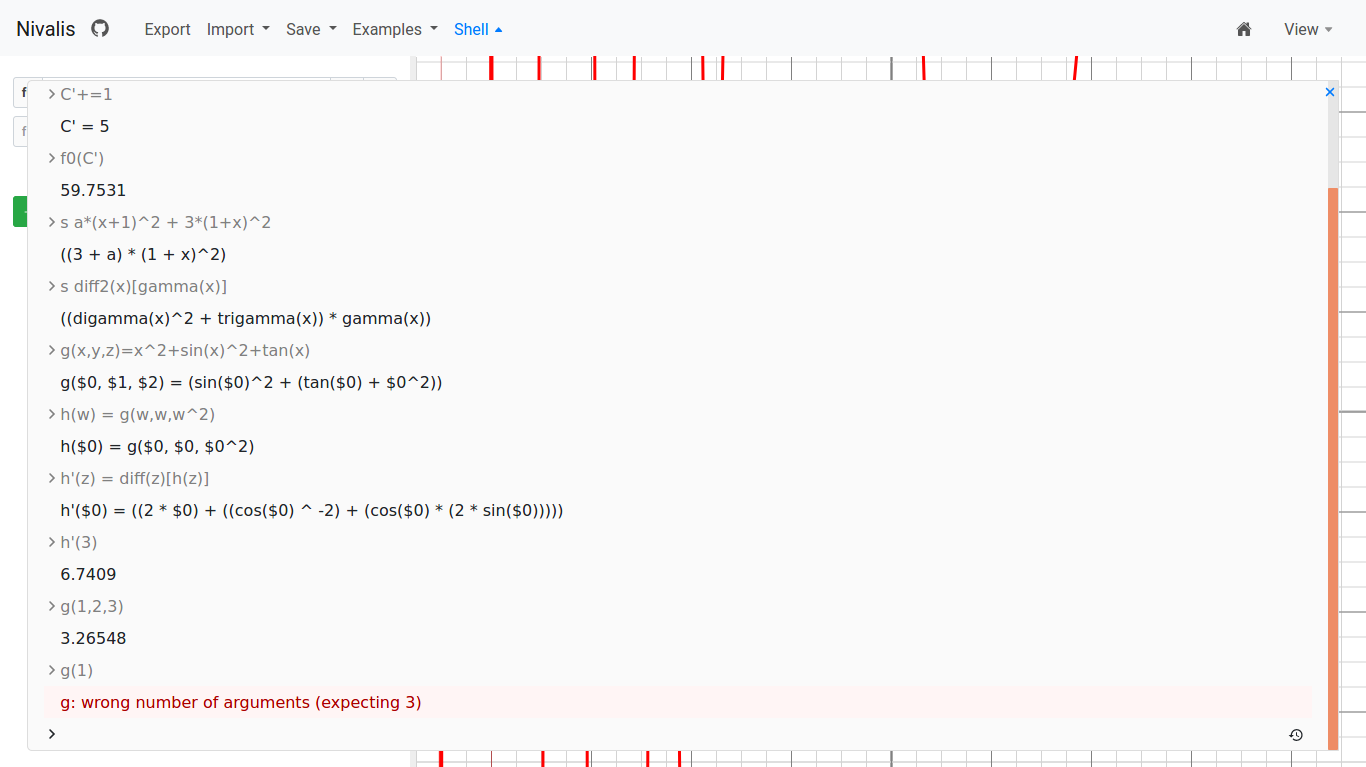 Nivalis Export Import Save Examples Shell View
f
> C'+=1
C' = 5
> f0(C')
f
59.7531
> s a*(x+1)^2 + 3*(1+x)^2
((3 + a) * (1 + x)^2)
> s diff2(x)[gamma(x)]
((digamma(x)^2 + trigamma(x)) * gamma(x))
> g(x,y,z)=x^2+sin(x)^2+tan(x)
g($0, $1, $2) = (sin($0)^2 + (tan($0) + $0^2))
> h(w) = g(w,w,w^2)
h($0) = g($0, $0, $0^2)
> h'(z) = diff(z)[h(z)]
h'($0) = ((2 * $0) + ((cos($0) ^ -2) + (cos($0) * (2 * sin($0)))))
> h'(3)
6.7409
> g(1,2,3)
3.26548
> g(1)
g: wrong number of arguments (expecting 3)
>